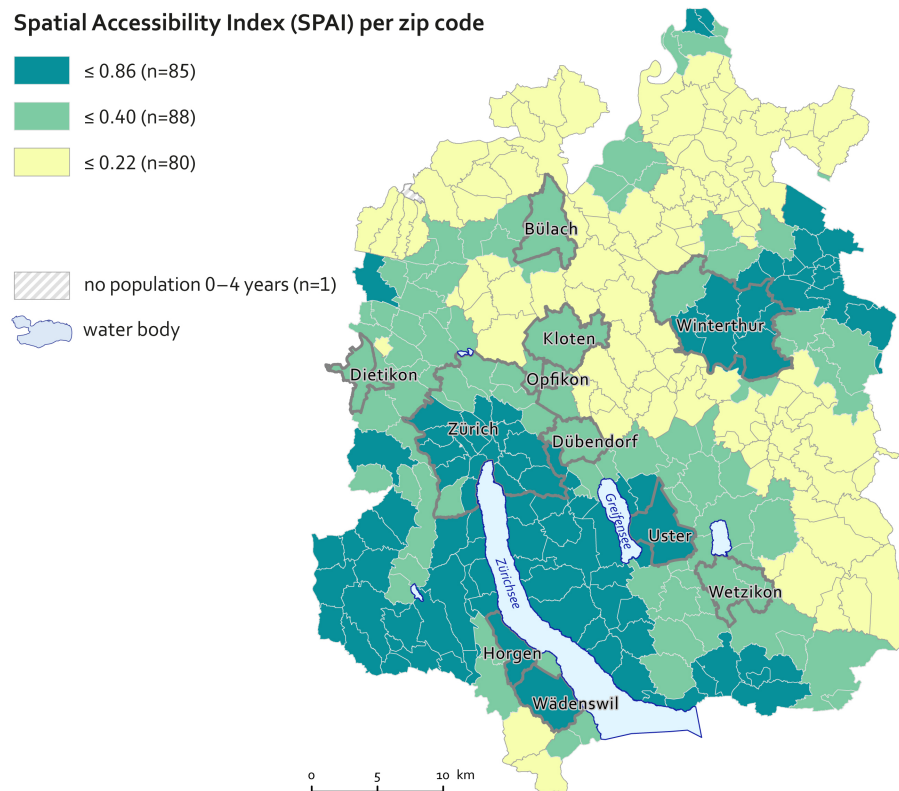 Spatial Accessibility Index (SPAI) per zip code
≤ 0.86 (n=85)
≤ 0.40 (n=88)
≤ 0.22 (n=80)
no population 0–4 years (n=1)
water body
Bülach
Winterthur
Kloten
Dietikon
Opfikon
Zürich
Dübendorf
Greifensee
Uster
Zürichsee
Wetzikon
Horgen
Wädenswil
0 5 10 km